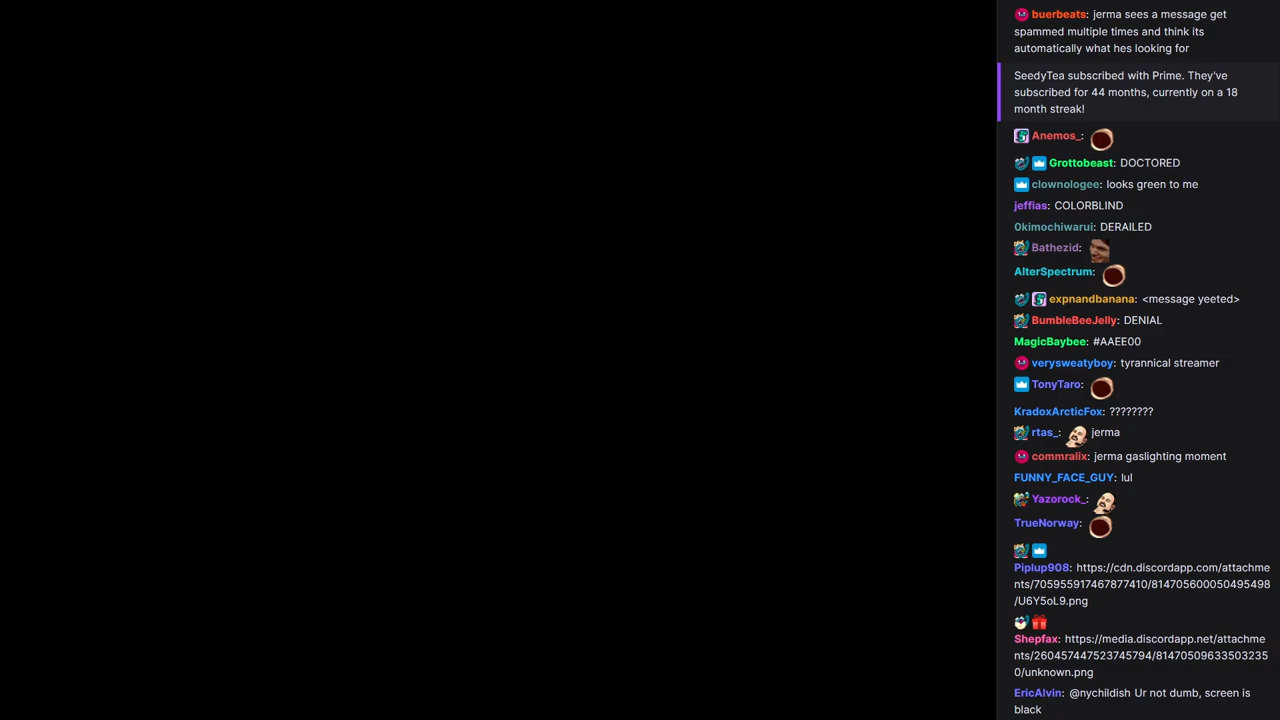 buerbeats: jerma sees a message get
spammed multiple times and think its
automatically what hes looking for
SeedyTea subscribed with Prime. They've
subscribed for 44 months, currently on a 18
month streak!
Anemos_:
Grottobeast: DOCTORED
clownologee: looks green to me
jeffias: COLORBLIND
0kimochiwarui: DERAILED
Bathezid:
AlterSpectrum:
expnandbanana: <message yeeted>
BumbleBeeJelly: DENIAL
MagicBaybee: #AAEE00
verysweatyboy: tyrannical streamer
TonyTaro:
KradoxArcticFox: ????????
rtas_: jerma
commralix: jerma gaslighting moment
FUNNY_FACE_GUY: lul
Yazorock_:
TrueNorway:
Piplup908: https://cdn.discordapp.com/attachme
nts/705955917467877410/814705600050495498
/U6Y5oL9.png
Shepfax: https://media.discordapp.net/attachme
nts/260457447523745794/81470509633503235
0/unknown.png
EricAlvin: @nychildish Ur not dumb, screen is
black